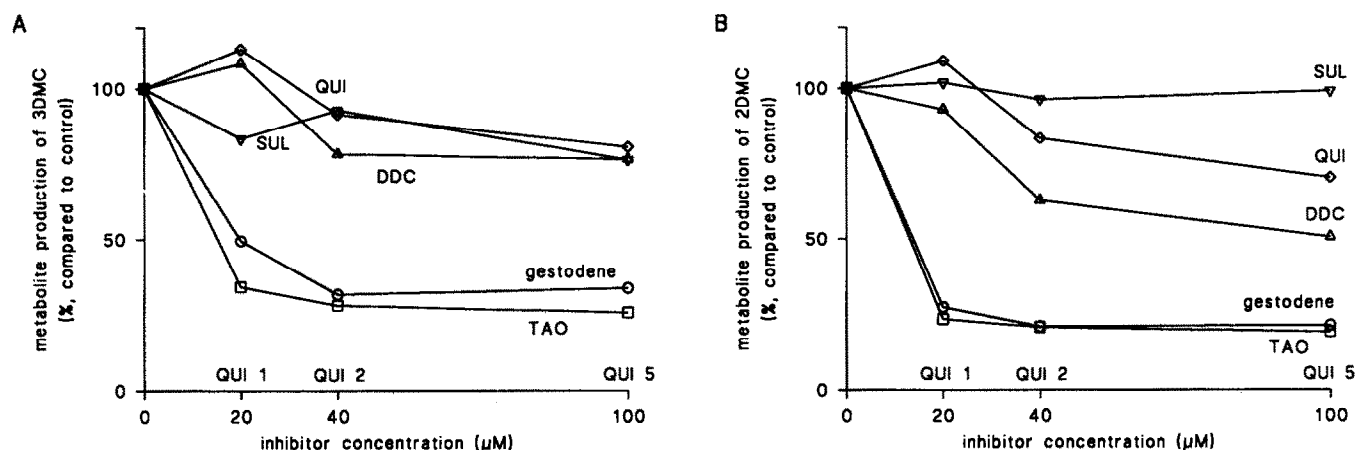 A
metabolite production of 3DMC
(%, compared to control)
100
50
0
QUI
SUL
DDC
gestodene
TAO
QUI 1
QUI 2
QUI 5
0
20
40
100
inhibitor concentration (µM)
B
metabolite production of 2DMC
(%, compared to control)
100
50
0
SUL
QUI
DDC
gestodene
TAO
QUI 1
QUI 2
QUI 5
0
20
40
100
inhibitor concentration (µM)